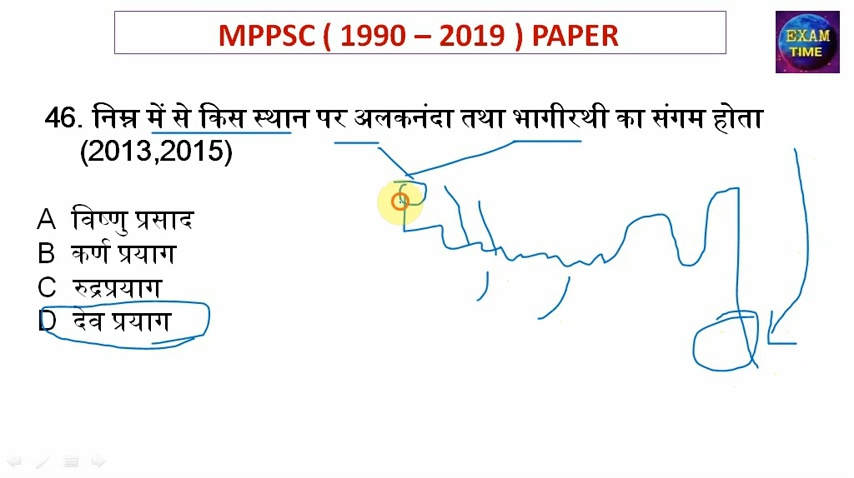 MPPSC ( 1990 – 2019 ) PAPER
EXAM
TIME
46. निम्न में से किस स्थान पर अलकनंदा तथा भागीरथी का संगम होता
(2013,2015)
A विष्णु प्रसाद
B कर्ण प्रयाग
C रुद्रप्रयाग
D देव प्रयाग